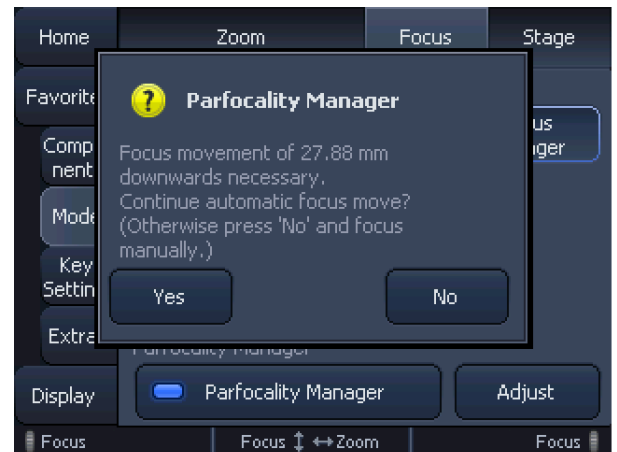 Home Zoom Focus Stage
Parfocality Manager
Focus movement of 27.88 mm
downwards necessary.
Continue automatic focus move?
(Otherwise press 'No' and focus
manually.)
Yes No
Favorite
Comp
nent
Mode
Key
Settin
Extra
Display
us
ger
Parfocality Manager
Parfocality Manager Adjust
Focus Focus ↕ ↔ Zoom Focus